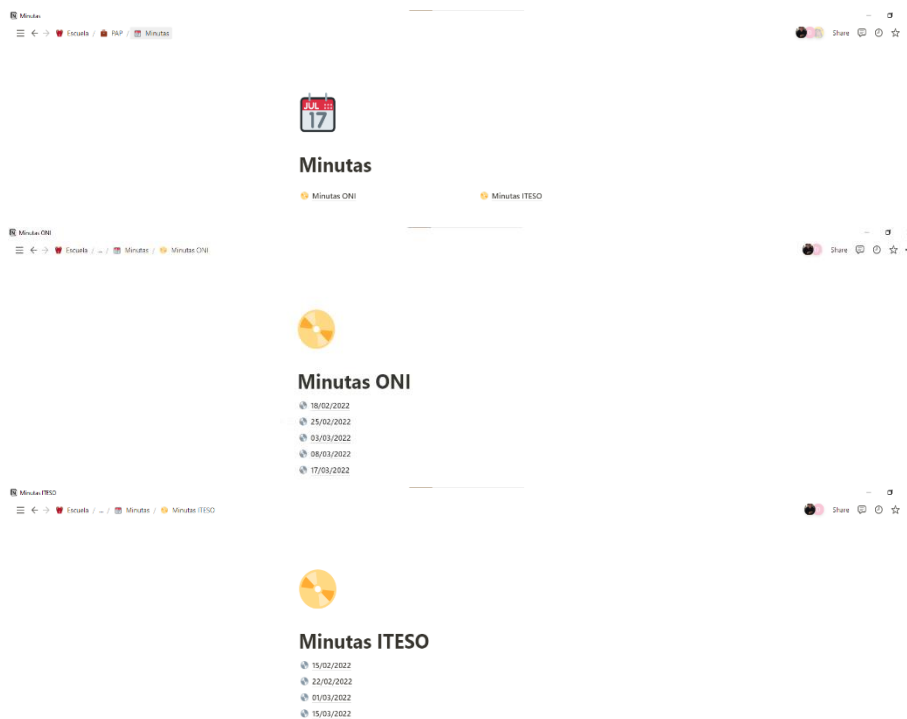 Minutas
Escuela / PAP / Minutas
Share
JUL
17
Minutas
Minutas ONI
Minutas ITESO
Minutas ONI
Escuela / ... / Minutas / Minutas ONI
Share
Minutas ONI
18/02/2022
25/02/2022
03/03/2022
08/03/2022
17/03/2022
Minutas ITESO
Escuela / ... / Minutas / Minutas ITESO
Share
Minutas ITESO
15/02/2022
22/02/2022
01/03/2022
15/03/2022